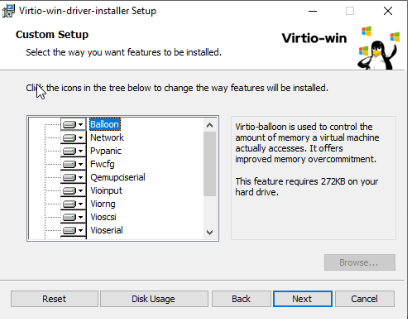 Virtio-win-driver-installer Setup
Custom Setup
Select the way you want features to be installed.
Virtio-win
Click the icons in the tree below to change the way features will be installed.
Balloon
Network
Pvpanic
Fwcfg
Qemupciserial
Vioinput
Viorng
Vioscsi
Vioserial
Virtio-balloon is used to control the
amount of memory a virtual machine
actually accesses. It offers
improved memory overcommitment.
This feature requires 272KB on your
hard drive.
Browse...
Reset
Disk Usage
Back
Next
Cancel